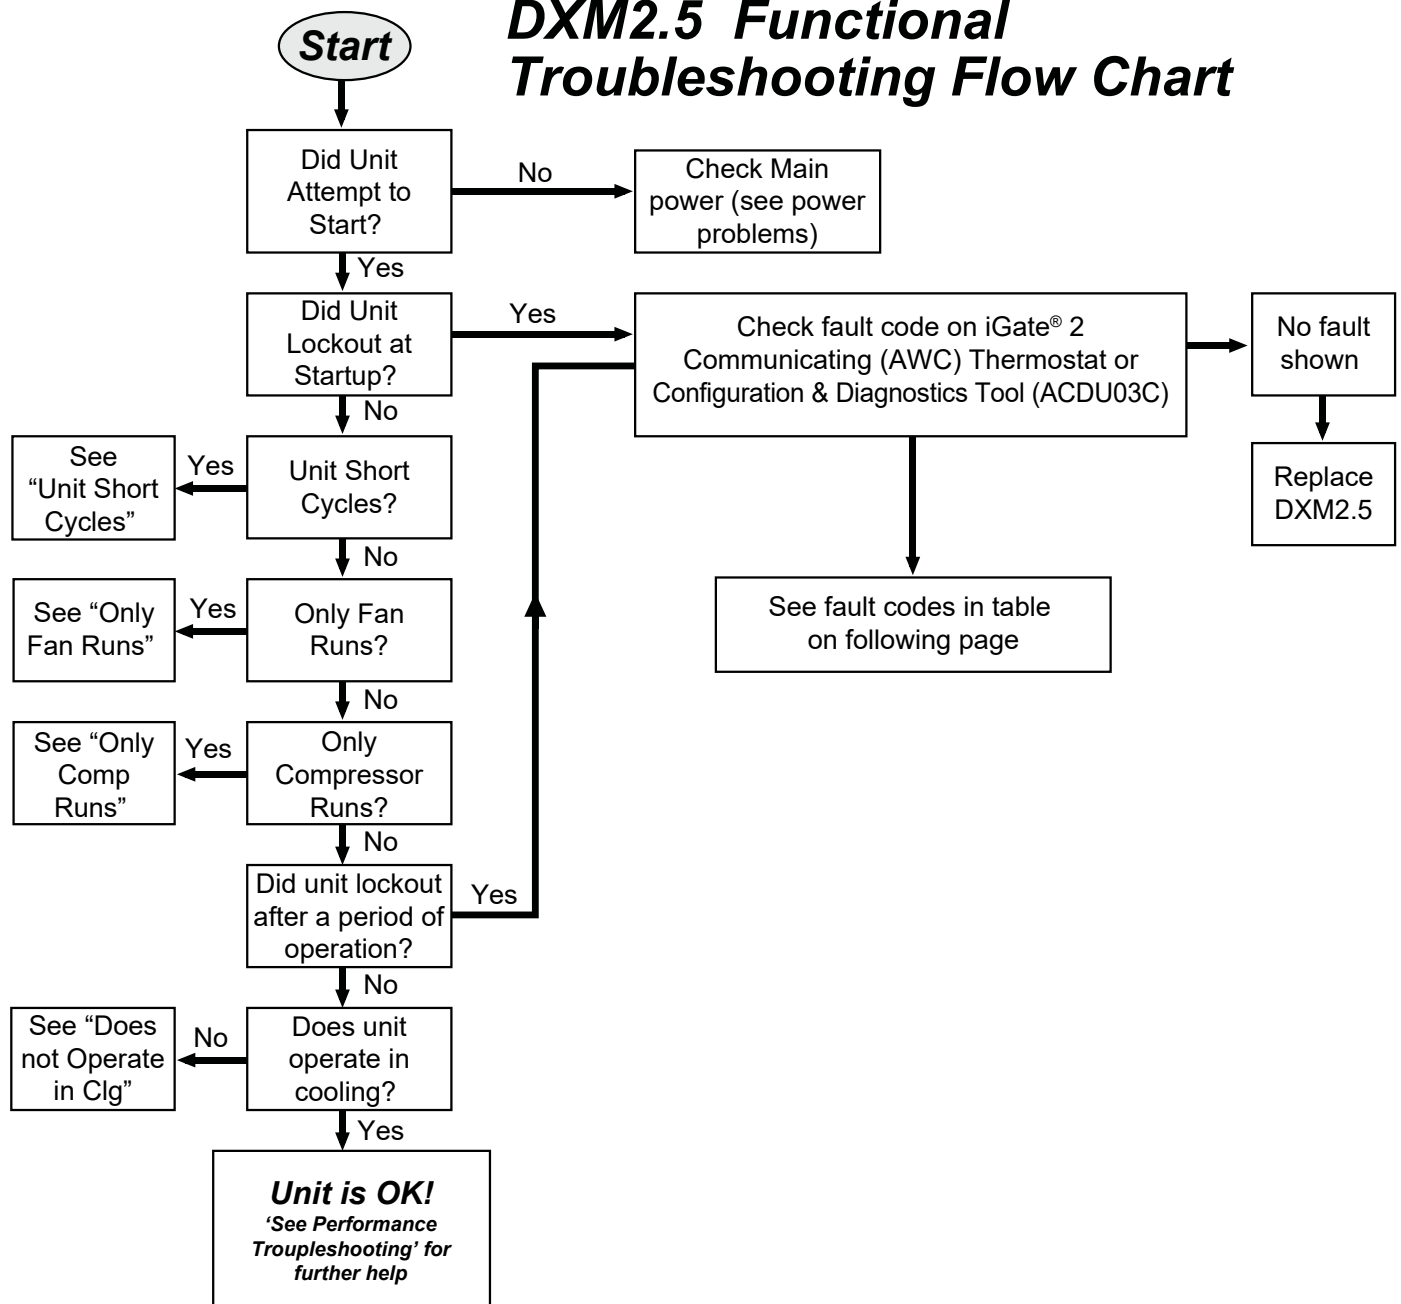 DXM2.5 Functional
Troubleshooting Flow Chart
Start
Did Unit
Attempt to
Start?
No
Check Main
power (see power
problems)
Yes
Did Unit
Lockout at
Startup?
Yes
Check fault code on iGate® 2
Communicating (AWC) Thermostat or
Configuration & Diagnostics Tool (ACDU03C)
No fault
shown
Replace
DXM2.5
See fault codes in table
on following page
No
Unit Short
Cycles?
Yes
See
“Unit Short
Cycles”
No
Only Fan
Runs?
Yes
See “Only
Fan Runs”
No
Only
Compressor
Runs?
Yes
See “Only
Comp
Runs”
No
Did unit lockout
after a period of
operation?
Yes
No
Does unit
operate in
cooling?
No
See “Does
not Operate
in Clg”
Yes
Unit is OK!
‘See Performance
Troupleshooting’ for
further help